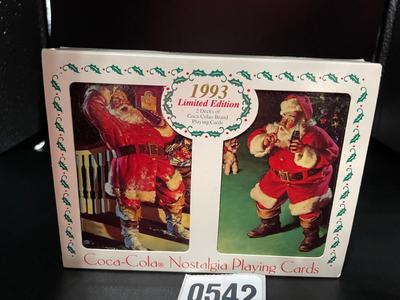 1993
Limited Edition
2 Decks of
Coca-Cola® Brand
Playing Cards
Coca-Cola® Nostalgia Playing Cards
0542